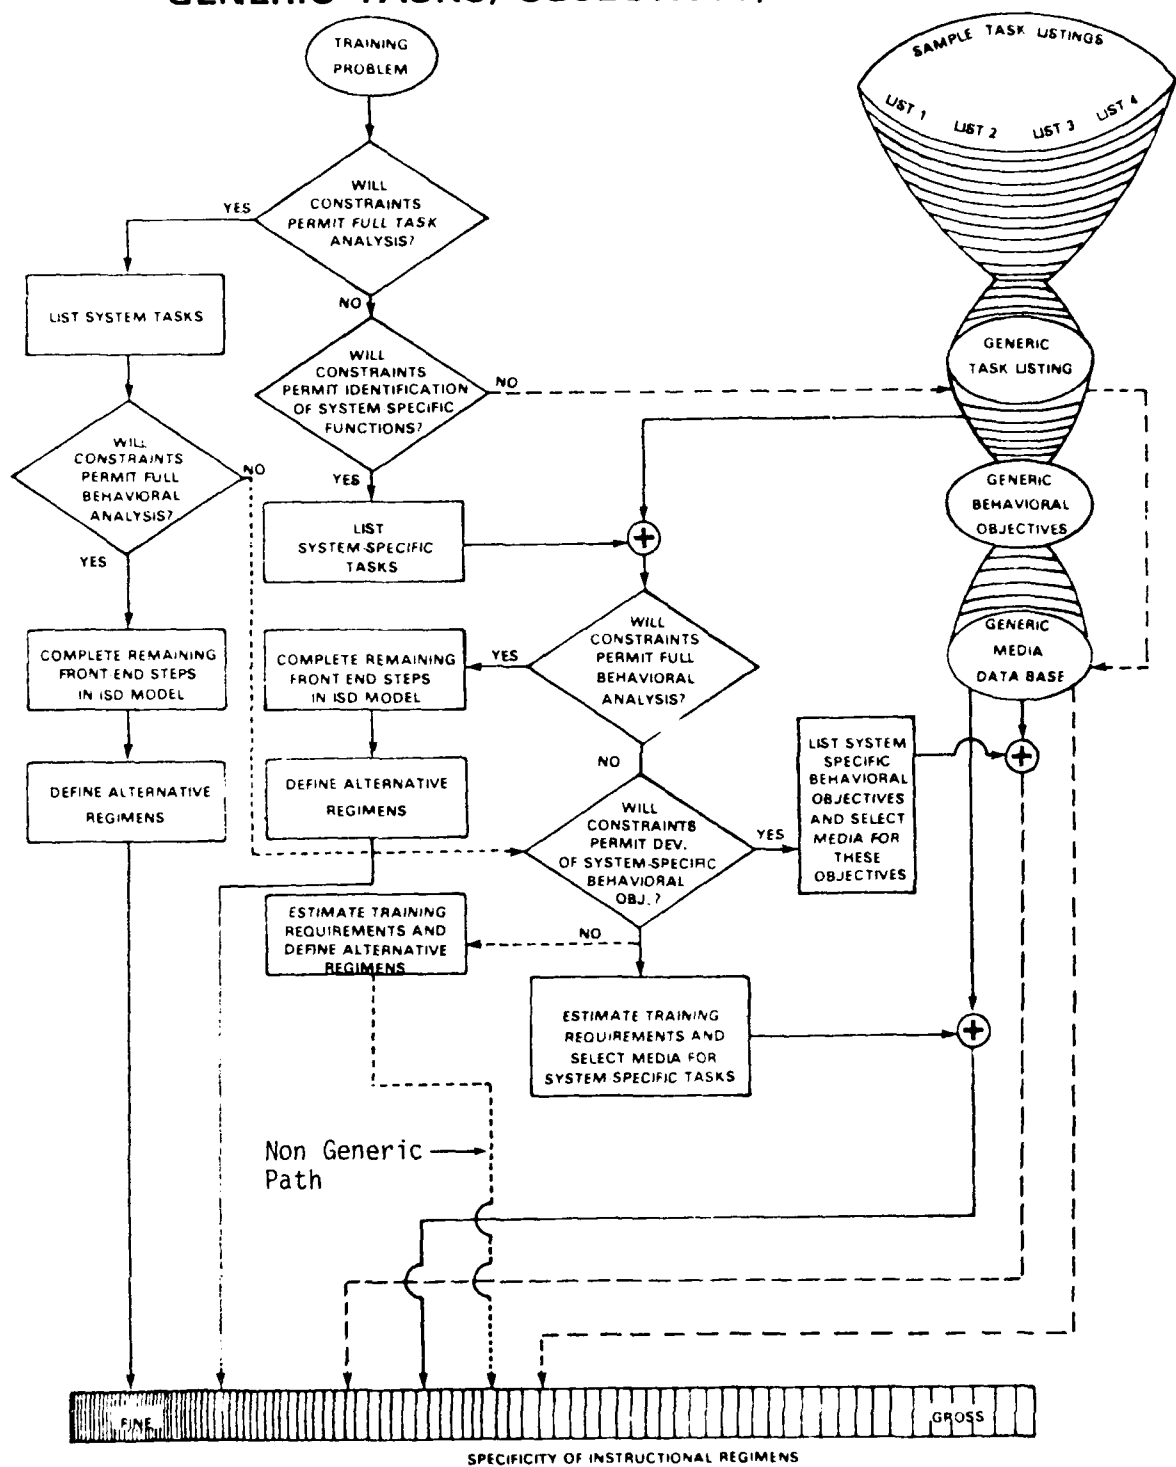 TRAINING
PROBLEM
SAMPLE TASK LISTINGS
LIST 1
LIST 2
LIST 3
LIST 4
WILL
CONSTRAINTS
PERMIT FULL TASK
ANALYSIS?
YES
NO
LIST SYSTEM TASKS
WILL
CONSTRAINTS
PERMIT IDENTIFICATION
OF SYSTEM SPECIFIC
FUNCTIONS?
NO
YES
GENERIC
TASK LISTING
WILL
CONSTRAINTS
PERMIT FULL
BEHAVIORAL
ANALYSIS?
NO
YES
LIST
SYSTEM-SPECIFIC
TASKS
+
GENERIC
BEHAVIORAL
OBJECTIVES
COMPLETE REMAINING
FRONT END STEPS
IN ISD MODEL
COMPLETE REMAINING
FRONT END STEPS
IN ISD MODEL
YES
WILL
CONSTRAINTS
PERMIT FULL
BEHAVIORAL
ANALYSIS?
NO
GENERIC
MEDIA
DATA BASE
DEFINE ALTERNATIVE
REGIMENS
DEFINE ALTERNATIVE
REGIMENS
WILL
CONSTRAINTS
PERMIT DEV.
OF SYSTEM-SPECIFIC
BEHAVIORAL
OBJ.?
YES
NO
LIST SYSTEM
SPECIFIC
BEHAVIORAL
OBJECTIVES
AND SELECT
MEDIA FOR
THESE
OBJECTIVES
+
ESTIMATE TRAINING
REQUIREMENTS AND
DEFINE ALTERNATIVE
REGIMENS
ESTIMATE TRAINING
REQUIREMENTS AND
SELECT MEDIA FOR
SYSTEM SPECIFIC TASKS
+
Non Generic
Path
FINE
GROSS
SPECIFICITY OF INSTRUCTIONAL REGIMENS